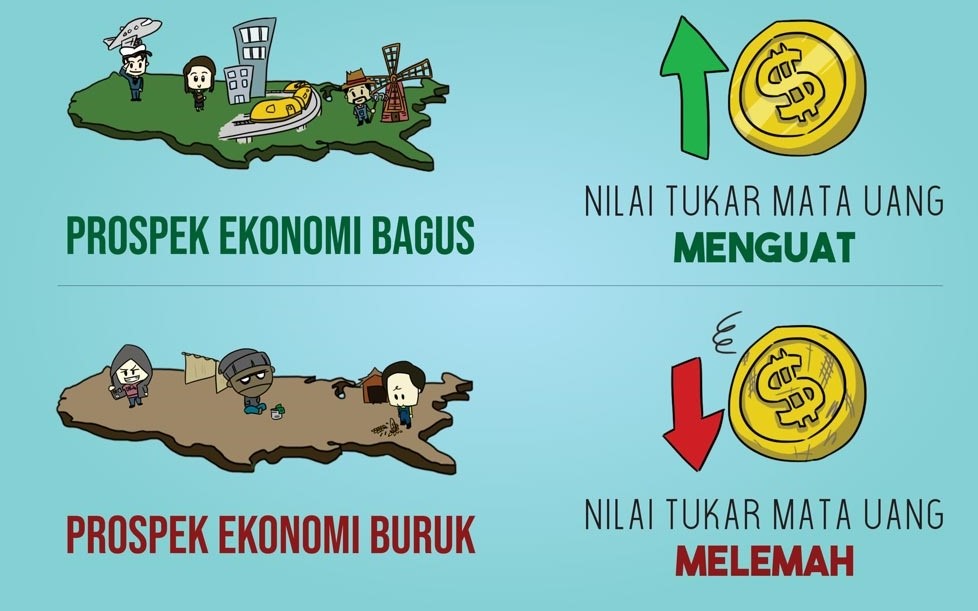 PROSPEK EKONOMI BAGUS
NILAI TUKAR MATA UANG
MENGUAT
PROSPEK EKONOMI BURUK
NILAI TUKAR MATA UANG
MELEMAH